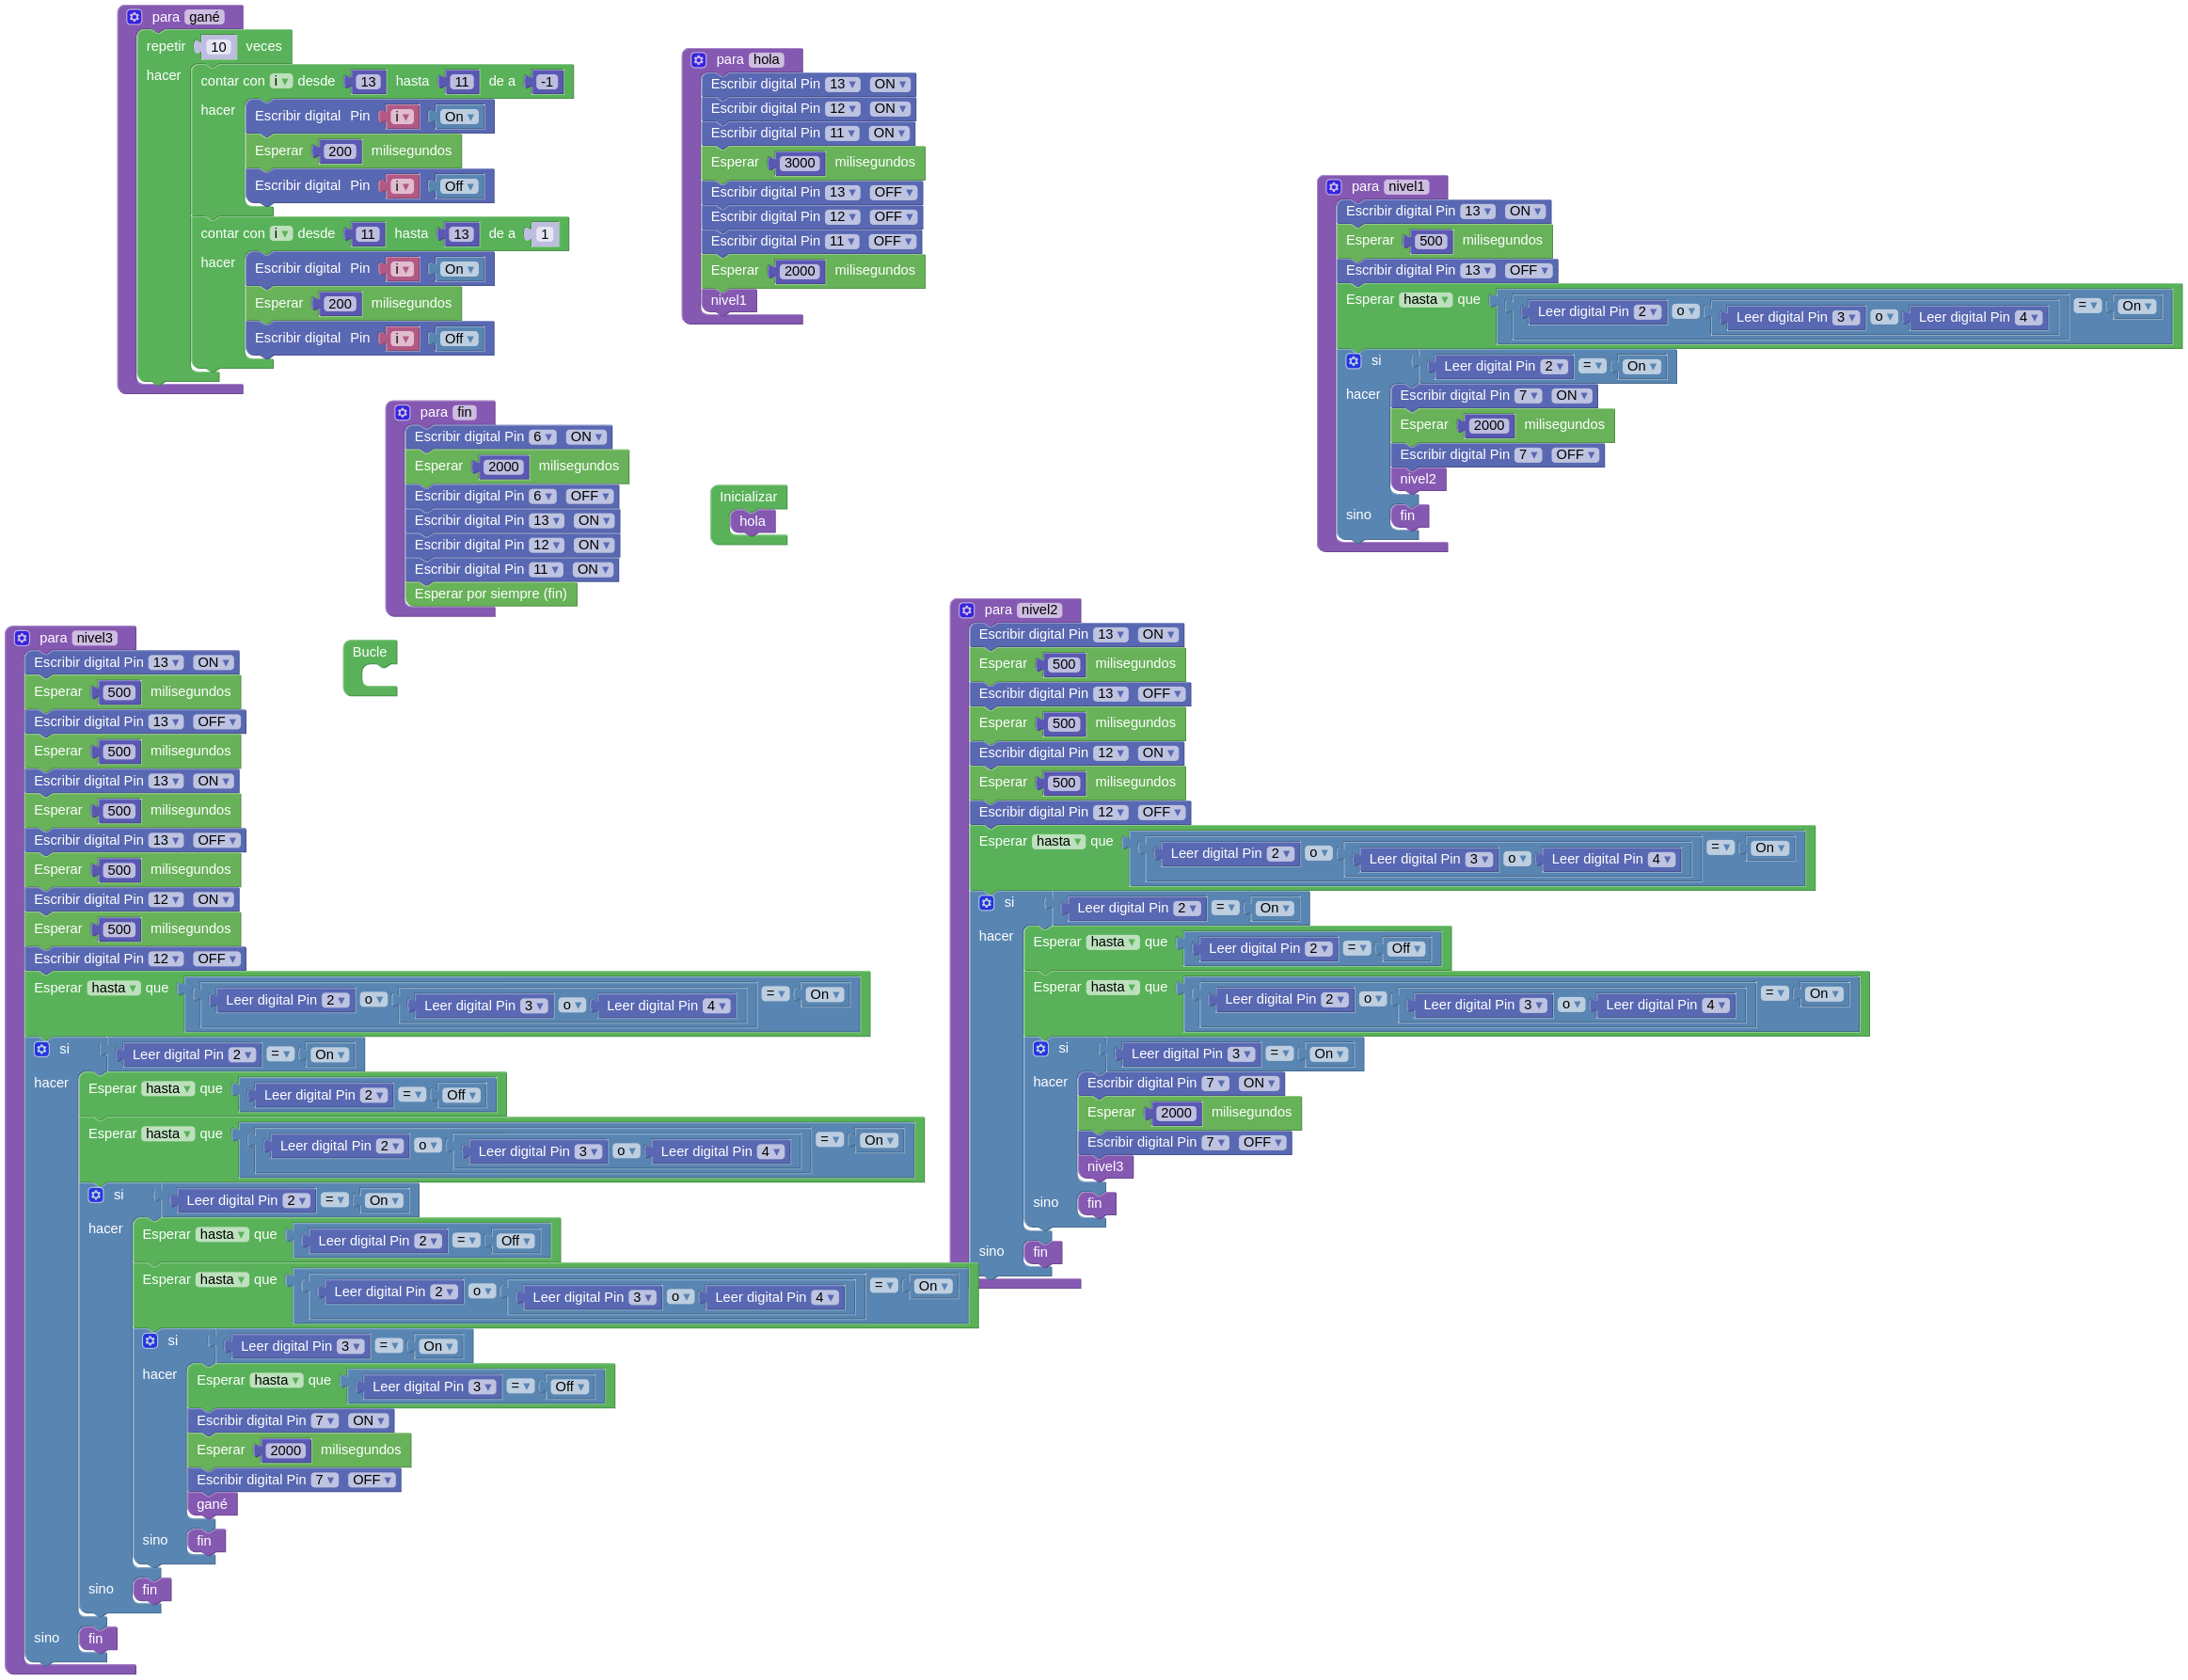 para gané
repetir 10 veces
hacer
contar con i ▾ desde 13 hasta 11 de a -1
hacer
Escribir digital Pin i ▾ On ▾
Esperar 200 milisegundos
Escribir digital Pin i ▾ Off ▾
contar con i ▾ desde 11 hasta 13 de a 1
hacer
Escribir digital Pin i ▾ On ▾
Esperar 200 milisegundos
Escribir digital Pin i ▾ Off ▾
para hola
Escribir digital Pin 13 ▾ ON ▾
Escribir digital Pin 12 ▾ ON ▾
Escribir digital Pin 11 ▾ ON ▾
Esperar 3000 milisegundos
Escribir digital Pin 13 ▾ OFF ▾
Escribir digital Pin 12 ▾ OFF ▾
Escribir digital Pin 11 ▾ OFF ▾
Esperar 2000 milisegundos
nivel1
para nivel1
Escribir digital Pin 13 ▾ ON ▾
Esperar 500 milisegundos
Escribir digital Pin 13 ▾ OFF ▾
Esperar hasta ▾ que Leer digital Pin 2 ▾ o ▾ Leer digital Pin 3 ▾ o ▾ Leer digital Pin 4 ▾ = ▾ On ▾
si Leer digital Pin 2 ▾ = ▾ On ▾
hacer
Escribir digital Pin 7 ▾ ON ▾
Esperar 2000 milisegundos
Escribir digital Pin 7 ▾ OFF ▾
nivel2
sino fin
para fin
Escribir digital Pin 6 ▾ ON ▾
Esperar 2000 milisegundos
Escribir digital Pin 6 ▾ OFF ▾
Escribir digital Pin 13 ▾ ON ▾
Escribir digital Pin 12 ▾ ON ▾
Escribir digital Pin 11 ▾ ON ▾
Esperar por siempre (fin)
Inicializar
hola
Bucle
para nivel2
Escribir digital Pin 13 ▾ ON ▾
Esperar 500 milisegundos
Escribir digital Pin 13 ▾ OFF ▾
Esperar 500 milisegundos
Escribir digital Pin 12 ▾ ON ▾
Esperar 500 milisegundos
Escribir digital Pin 12 ▾ OFF ▾
Esperar hasta ▾ que Leer digital Pin 2 ▾ o ▾ Leer digital Pin 3 ▾ o ▾ Leer digital Pin 4 ▾ = ▾ On ▾
si Leer digital Pin 2 ▾ = ▾ On ▾
hacer
Esperar hasta ▾ que Leer digital Pin 2 ▾ = ▾ Off ▾
Esperar hasta ▾ que Leer digital Pin 2 ▾ o ▾ Leer digital Pin 3 ▾ o ▾ Leer digital Pin 4 ▾ = ▾ On ▾
si Leer digital Pin 3 ▾ = ▾ On ▾
hacer
Escribir digital Pin 7 ▾ ON ▾
Esperar 2000 milisegundos
Escribir digital Pin 7 ▾ OFF ▾
nivel3
sino fin
sino fin
para nivel3
Escribir digital Pin 13 ▾ ON ▾
Esperar 500 milisegundos
Escribir digital Pin 13 ▾ OFF ▾
Esperar 500 milisegundos
Escribir digital Pin 13 ▾ ON ▾
Esperar 500 milisegundos
Escribir digital Pin 13 ▾ OFF ▾
Esperar 500 milisegundos
Escribir digital Pin 12 ▾ ON ▾
Esperar 500 milisegundos
Escribir digital Pin 12 ▾ OFF ▾
Esperar hasta ▾ que Leer digital Pin 2 ▾ o ▾ Leer digital Pin 3 ▾ o ▾ Leer digital Pin 4 ▾ = ▾ On ▾
si Leer digital Pin 2 ▾ = ▾ On ▾
hacer
Esperar hasta ▾ que Leer digital Pin 2 ▾ = ▾ Off ▾
Esperar hasta ▾ que Leer digital Pin 2 ▾ o ▾ Leer digital Pin 3 ▾ o ▾ Leer digital Pin 4 ▾ = ▾ On ▾
si Leer digital Pin 2 ▾ = ▾ On ▾
hacer
Esperar hasta ▾ que Leer digital Pin 2 ▾ = ▾ Off ▾
Esperar hasta ▾ que Leer digital Pin 2 ▾ o ▾ Leer digital Pin 3 ▾ o ▾ Leer digital Pin 4 ▾ = ▾ On ▾
si Leer digital Pin 3 ▾ = ▾ On ▾
hacer
Esperar hasta ▾ que Leer digital Pin 3 ▾ = ▾ Off ▾
Escribir digital Pin 7 ▾ ON ▾
Esperar 2000 milisegundos
Escribir digital Pin 7 ▾ OFF ▾
gané
sino fin
sino fin
sino fin